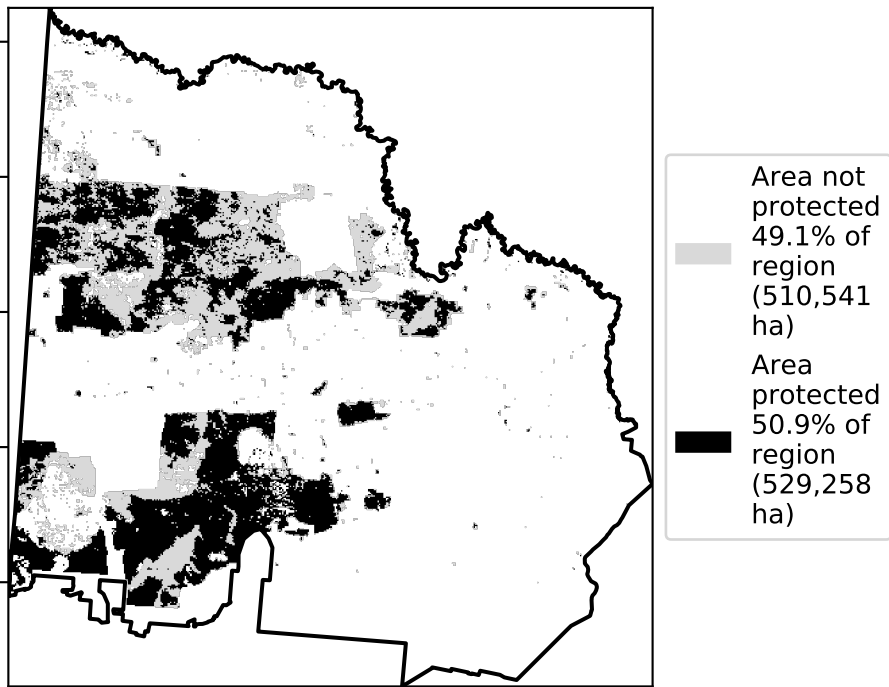 Area not
protected
49.1% of
region
(510,541
ha)
Area
protected
50.9% of
region
(529,258
ha)